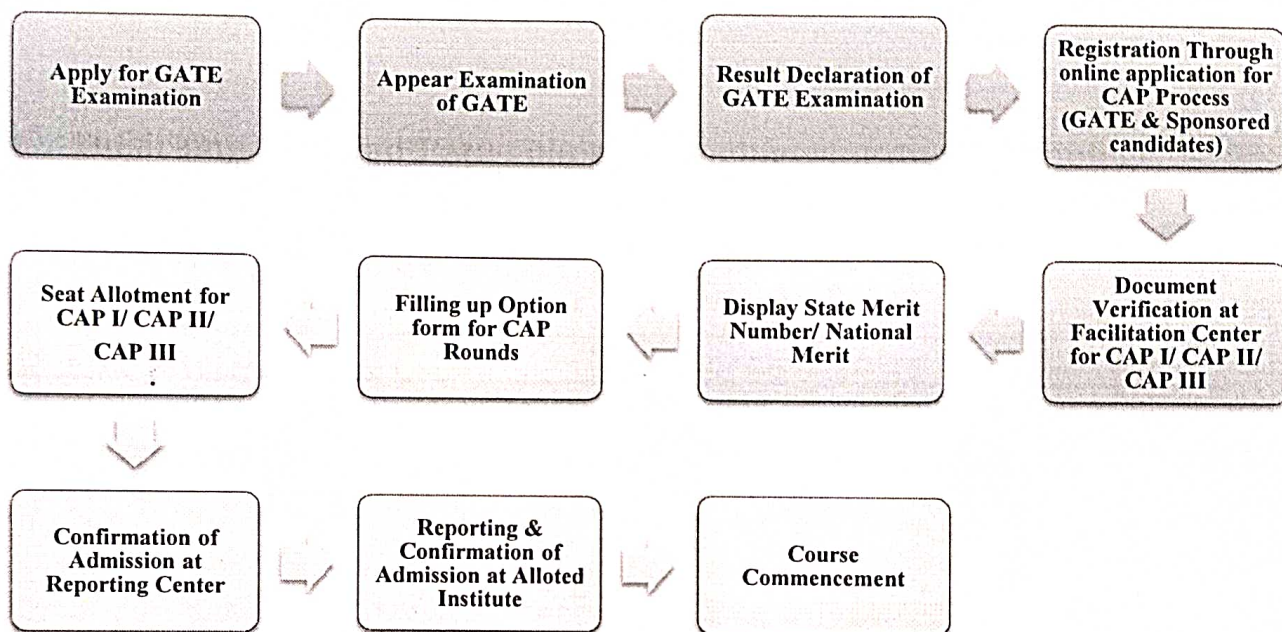 Apply for GATE
Examination
Appear Examination
of GATE
Result Declaration of
GATE Examination
Registration Through
online application for
CAP Process
(GATE & Sponsored
candidates)
Document
Verification at
Facilitation Center
for CAP I/ CAP II/
CAP III
Display State Merit
Number/ National
Merit
Filling up Option
form for CAP
Rounds
Seat Allotment for
CAP I/ CAP II/
CAP III
Confirmation of
Admission at
Reporting Center
Reporting &
Confirmation of
Admission at Alloted
Institute
Course
Commencement